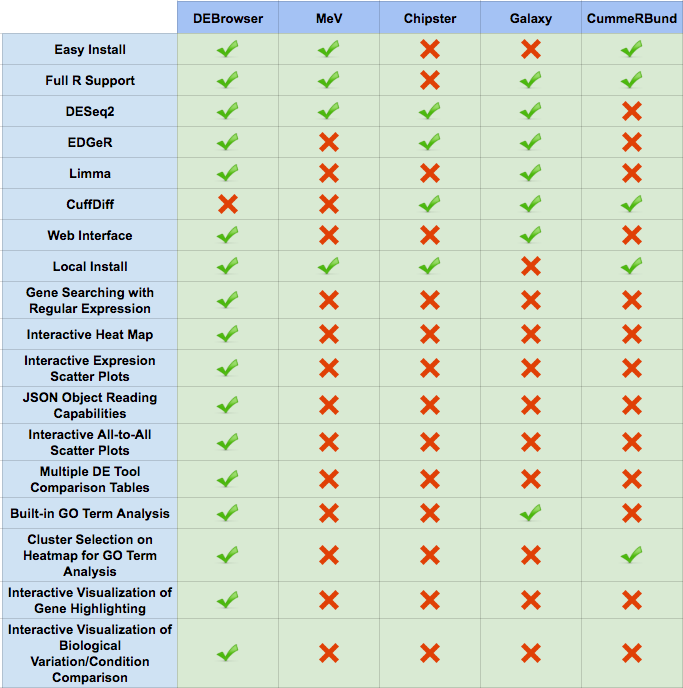 DEBrowser MeV Chipster Galaxy CummeRBund
Easy Install
Full R Support
DESeq2
EDGeR
Limma
CuffDiff
Web Interface
Local Install
Gene Searching with
Regular Expression
Interactive Heat Map
Interactive Expresion
Scatter Plots
JSON Object Reading
Capabilities
Interactive All-to-All
Scatter Plots
Multiple DE Tool
Comparison Tables
Built-in GO Term Analysis
Cluster Selection on
Heatmap for GO Term
Analysis
Interactive Visualization of
Gene Highlighting
Interactive Visualization of
Biological
Variation/Condition
Comparison